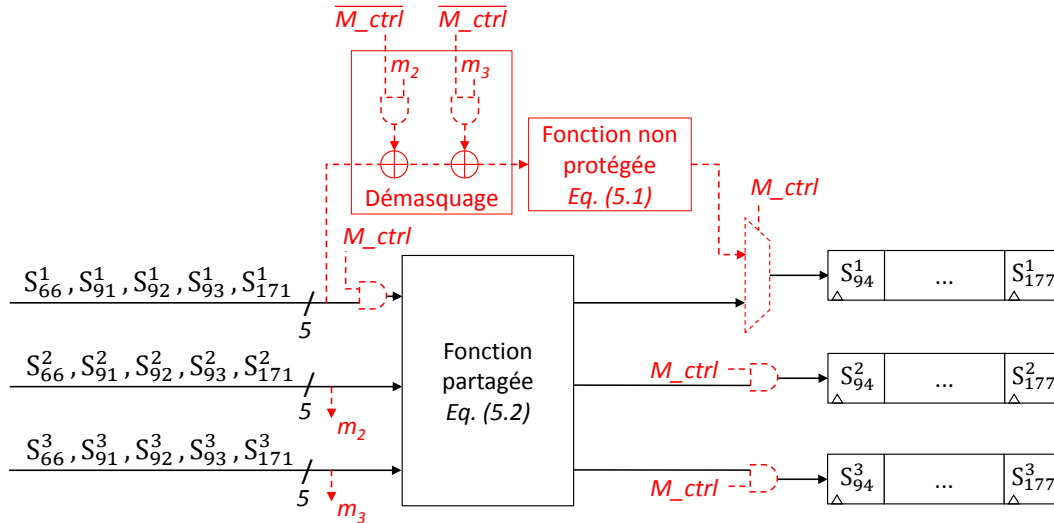 M_ctrl M_ctrl
m2 m3
Fonction non
protégée
Eq. (5.1)
Démasquage
M_ctrl
M_ctrl
S¹₆₆, S¹₉₁, S¹₉₂, S¹₉₃, S¹₁₇₁
5
S¹₉₄ ... S¹₁₇₇
Fonction
partagée
Eq. (5.2)
S²₆₆, S²₉₁, S²₉₂, S²₉₃, S²₁₇₁
5
m2
M_ctrl
S²₉₄ ... S²₁₇₇
S³₆₆, S³₉₁, S³₉₂, S³₉₃, S³₁₇₁
5
m3
M_ctrl
S³₉₄ ... S³₁₇₇